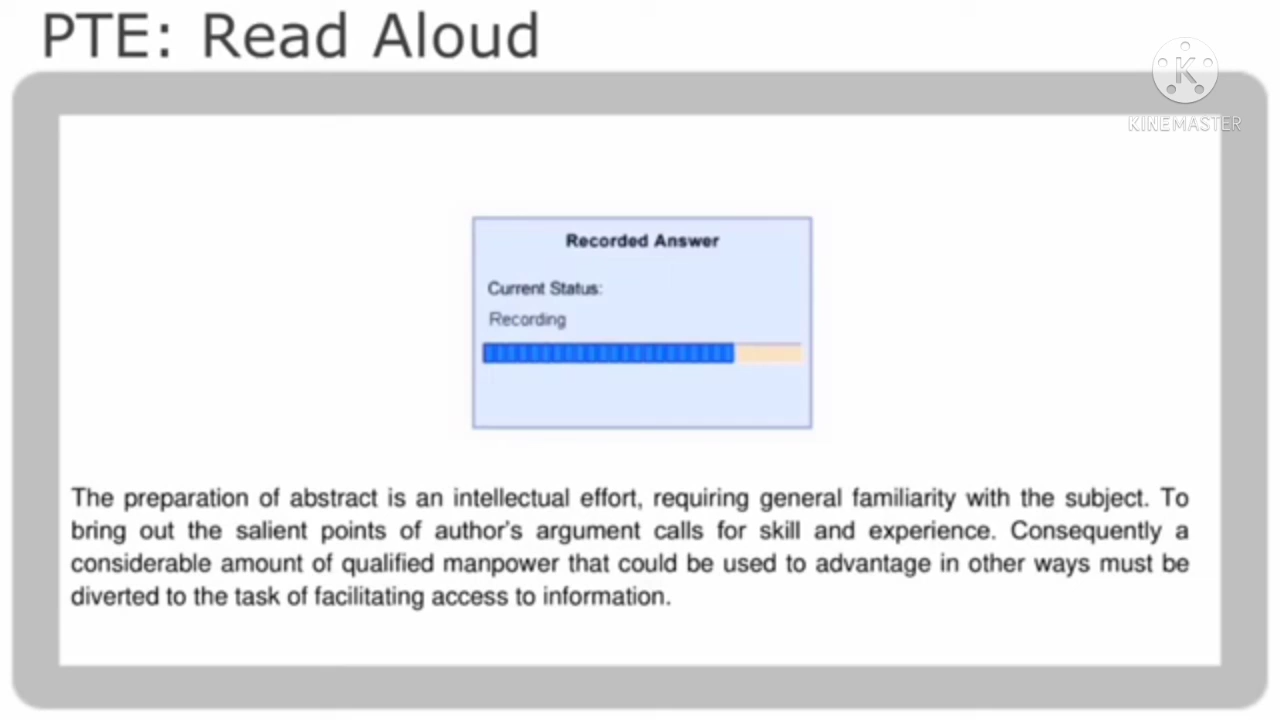 PTE: Read Aloud
K
KINEMASTER
Recorded Answer
Current Status:
Recording
The preparation of abstract is an intellectual effort, requiring general familiarity with the subject. To
bring out the salient points of author's argument calls for skill and experience. Consequently a
considerable amount of qualified manpower that could be used to advantage in other ways must be
diverted to the task of facilitating access to information.